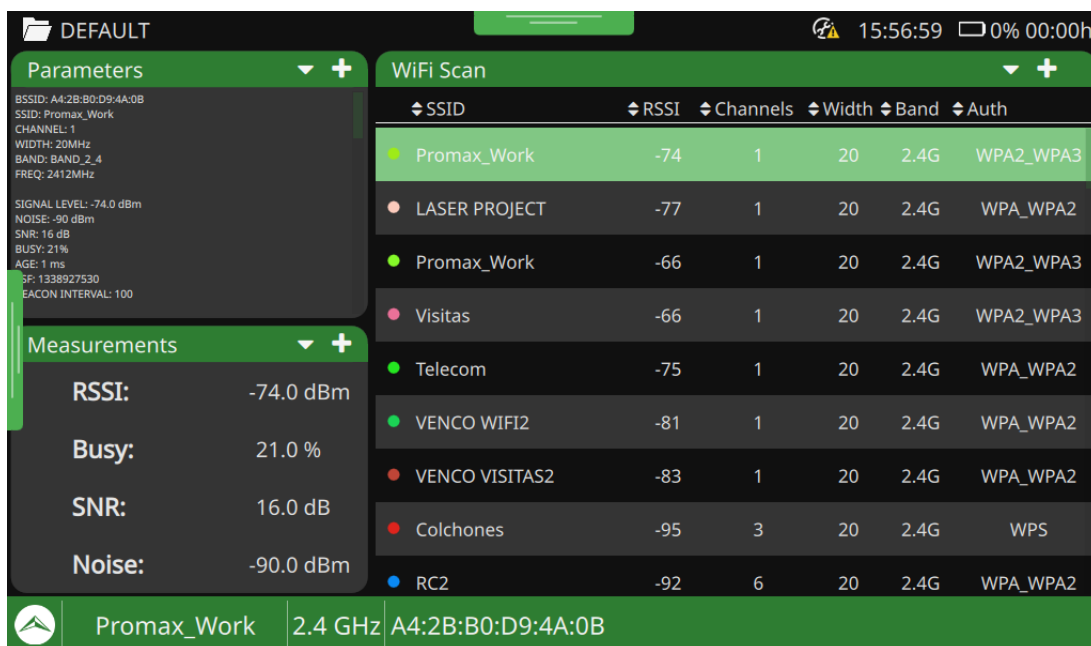 DEFAULT
15:56:59 0% 00:00h
Parameters
BSSID: A4:2B:B0:D9:4A:0B
SSID: Promax_Work
CHANNEL: 1
WIDTH: 20MHz
BAND: BAND_2_4
FREQ: 2412MHz
SIGNAL LEVEL: -74.0 dBm
NOISE: -90 dBm
SNR: 16 dB
BUSY: 21%
AGE: 1 ms
SF: 1338927530
EACON INTERVAL: 100
Measurements
RSSI: -74.0 dBm
Busy: 21.0 %
SNR: 16.0 dB
Noise: -90.0 dBm
WiFi Scan
SSID RSSI Channels Width Band Auth
Promax_Work -74 1 20 2.4G WPA2_WPA3
LASER PROJECT -77 1 20 2.4G WPA_WPA2
Promax_Work -66 1 20 2.4G WPA2_WPA3
Visitas -66 1 20 2.4G WPA2_WPA3
Telecom -75 1 20 2.4G WPA_WPA2
VENCO WIFI2 -81 1 20 2.4G WPA_WPA2
VENCO VISITAS2 -83 1 20 2.4G WPA_WPA2
Colchones -95 3 20 2.4G WPS
RC2 -92 6 20 2.4G WPA_WPA2
Promax_Work 2.4 GHz A4:2B:B0:D9:4A:0B